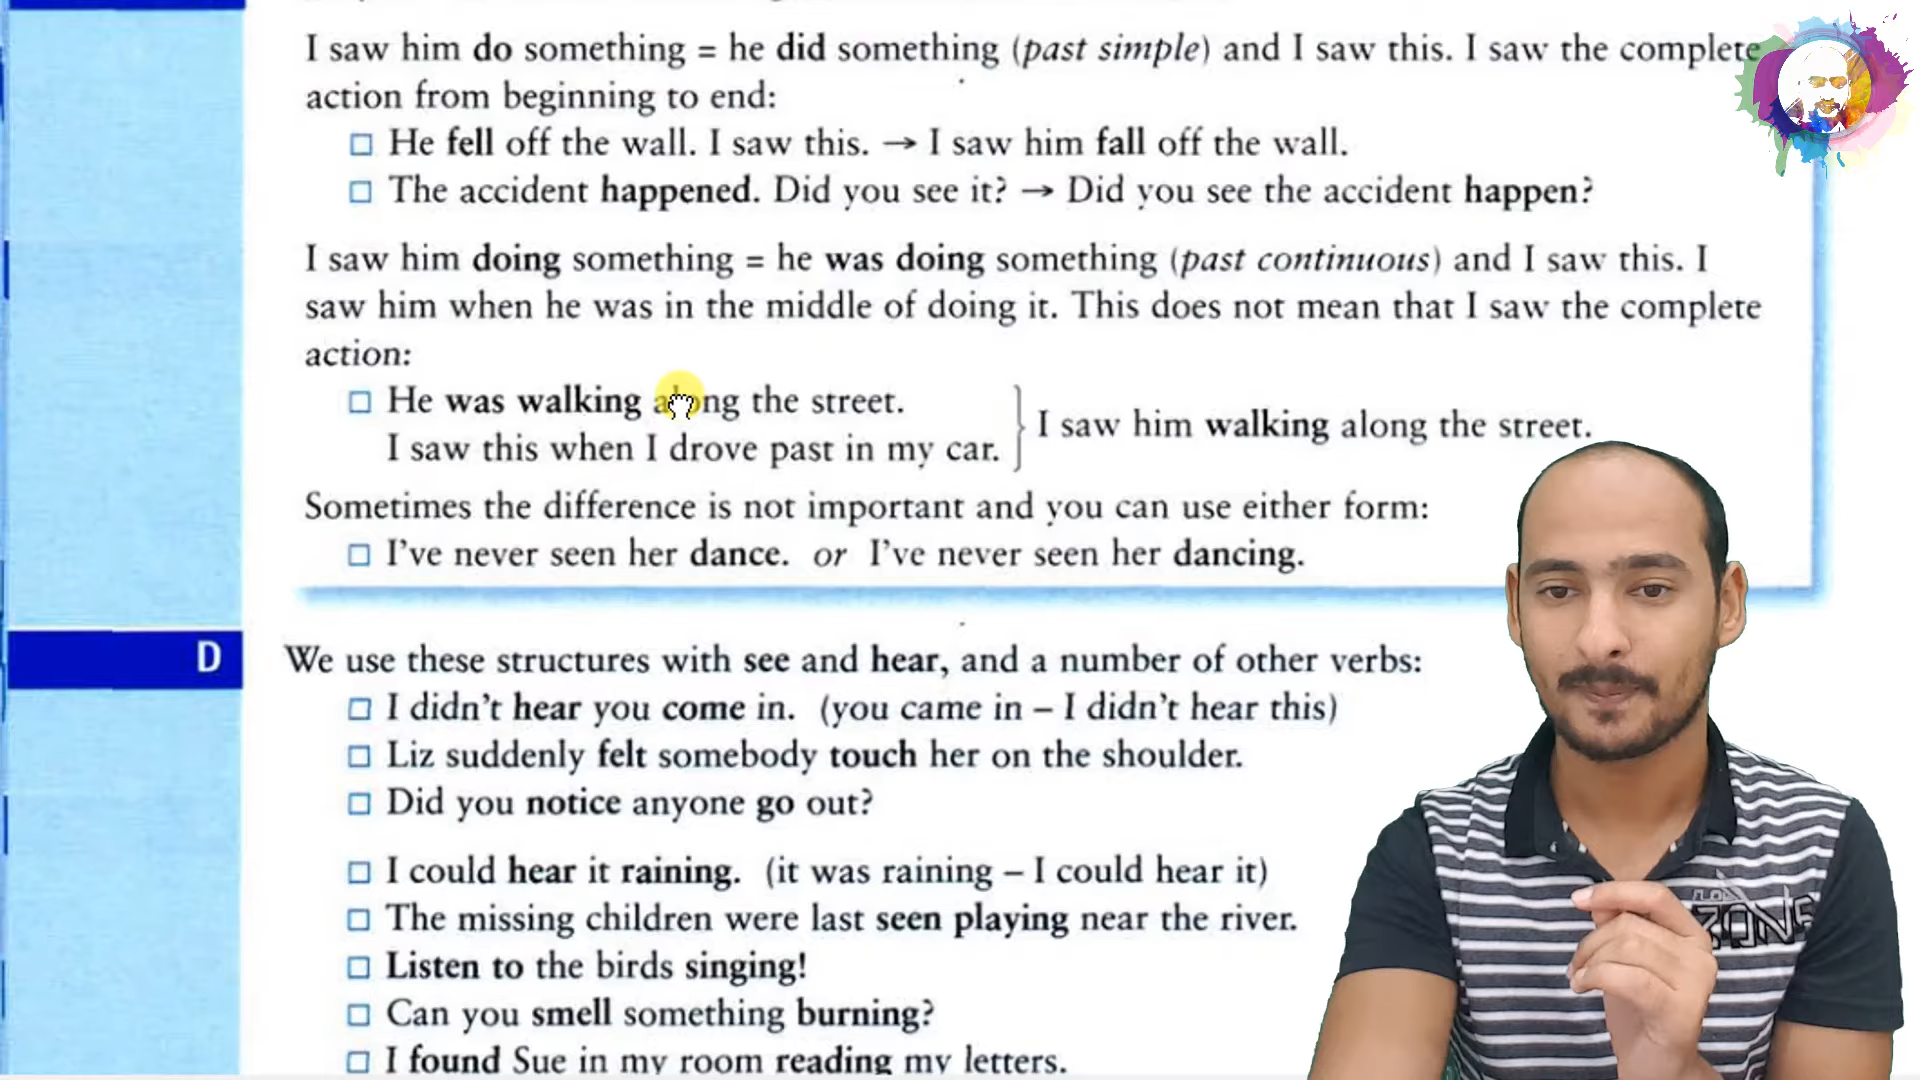 I saw him do something = he did something (past simple) and I saw this. I saw the complete
action from beginning to end:
He fell off the wall. I saw this. → I saw him fall off the wall.
The accident happened. Did you see it? → Did you see the accident happen?
I saw him doing something = he was doing something (past continuous) and I saw this. I
saw him when he was in the middle of doing it. This does not mean that I saw the complete
action:
He was walking along the street.
I saw this when I drove past in my car.
I saw him walking along the street.
Sometimes the difference is not important and you can use either form:
I've never seen her dance. or I've never seen her dancing.
D
We use these structures with see and hear, and a number of other verbs:
I didn't hear you come in. (you came in – I didn't hear this)
Liz suddenly felt somebody touch her on the shoulder.
Did you notice anyone go out?
I could hear it raining. (it was raining – I could hear it)
The missing children were last seen playing near the river.
Listen to the birds singing!
Can you smell something burning?
I found Sue in my room reading my letters.